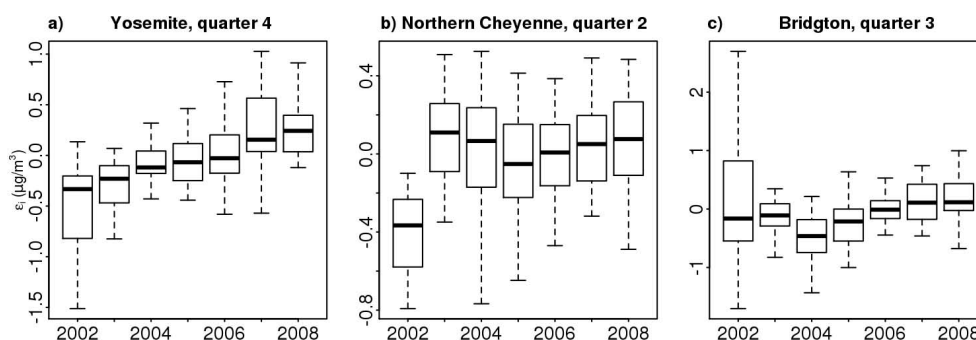 a) Yosemite, quarter 4
εᵢ (µg/m³)
1.0
0.5
0.0
-0.5
-1.0
-1.5
2002 2004 2006 2008
b) Northern Cheyenne, quarter 2
0.4
0.0
-0.4
-0.8
2002 2004 2006 2008
c) Bridgton, quarter 3
2
1
0
-1
2002 2004 2006 2008